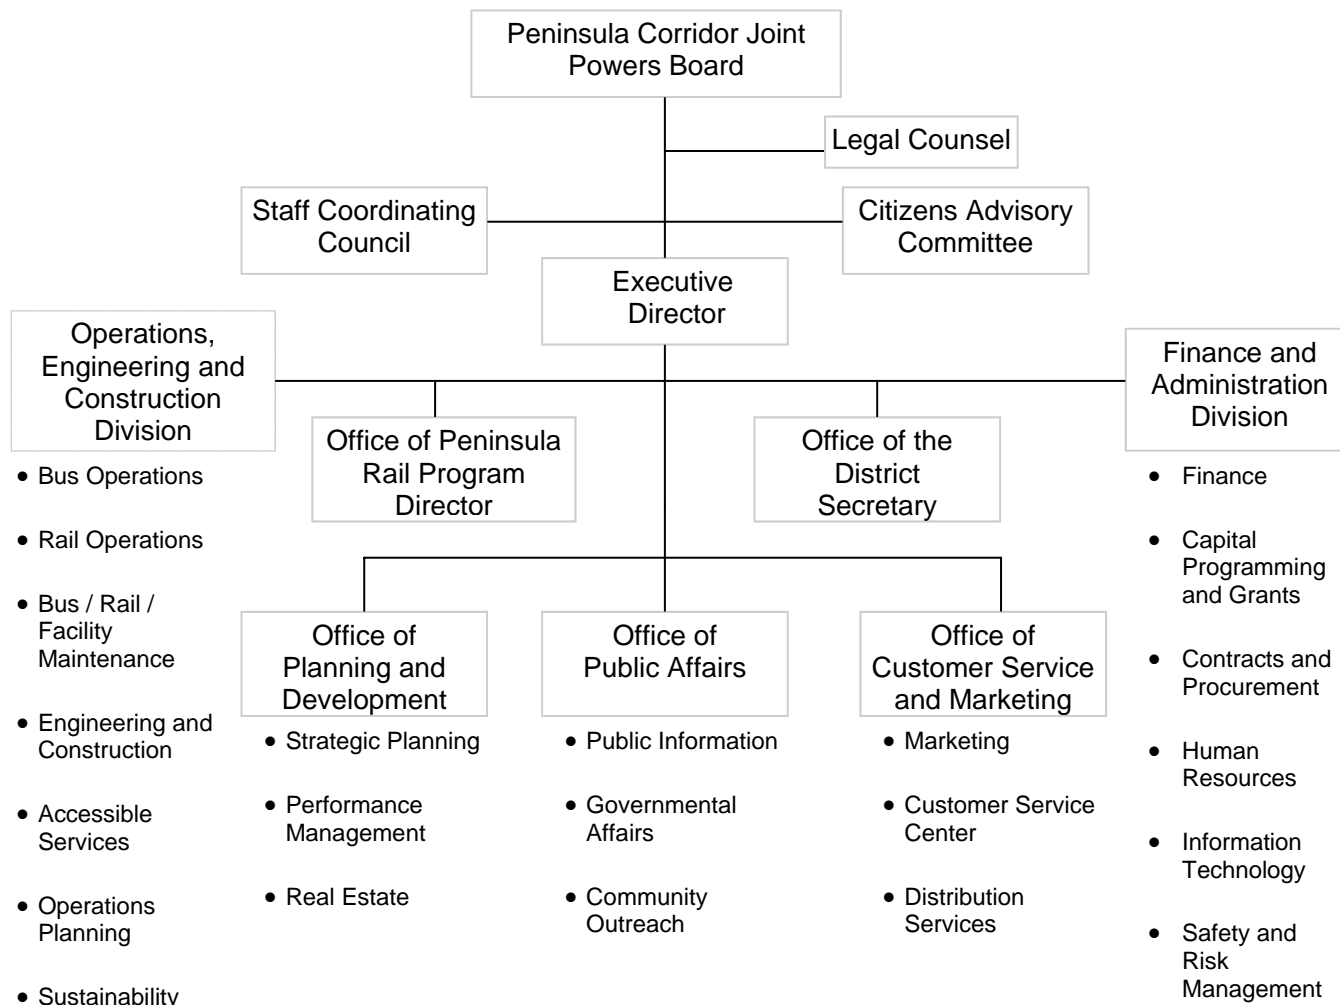 Peninsula Corridor Joint
Powers Board
Legal Counsel
Staff Coordinating
Council
Citizens Advisory
Committee
Executive
Director
Operations,
Engineering and
Construction
Division
Finance and
Administration
Division
Office of Peninsula
Rail Program
Director
Office of the
District
Secretary
• Bus Operations
• Rail Operations
• Bus / Rail /
Facility
Maintenance
• Engineering and
Construction
• Accessible
Services
• Operations
Planning
• Sustainability
Office of
Planning and
Development
• Strategic Planning
• Performance
Management
• Real Estate
Office of
Public Affairs
• Public Information
• Governmental
Affairs
• Community
Outreach
Office of
Customer Service
and Marketing
• Marketing
• Customer Service
Center
• Distribution
Services
• Finance
• Capital
Programming
and Grants
• Contracts and
Procurement
• Human
Resources
• Information
Technology
• Safety and
Risk
Management